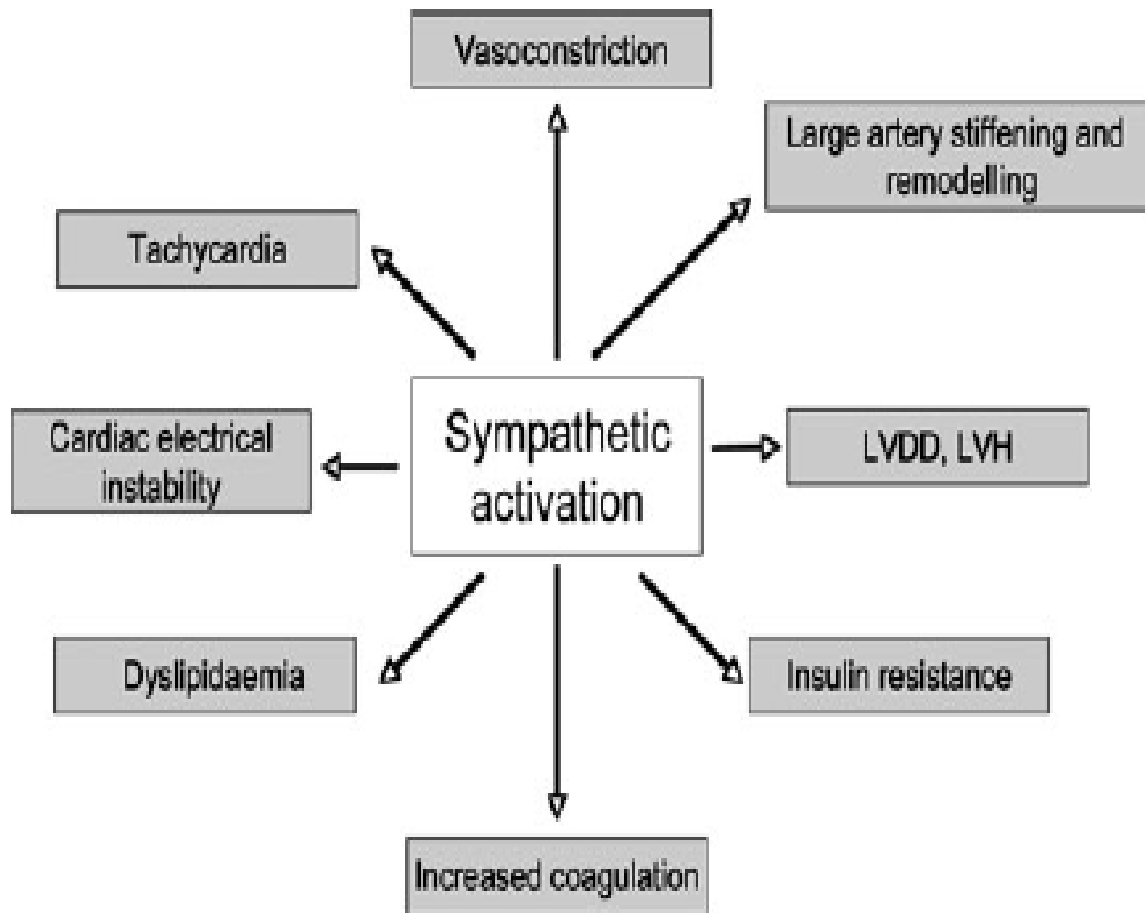 Vasoconstriction
Large artery stiffening and
remodelling
Tachycardia
Sympathetic
activation
Cardiac electrical
instability
LVDD, LVH
Dyslipidaemia
Insulin resistance
Increased coagulation